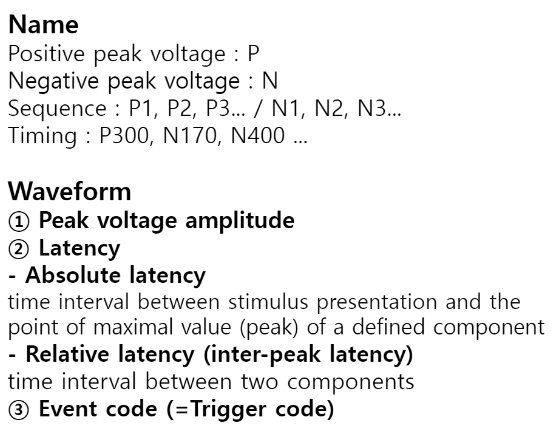 Name
Positive peak voltage : P
Negative peak voltage : N
Sequence : P1, P2, P3... / N1, N2, N3...
Timing : P300, N170, N400 ...
Waveform
① Peak voltage amplitude
② Latency
- Absolute latency
time interval between stimulus presentation and the
point of maximal value (peak) of a defined component
- Relative latency (inter-peak latency)
time interval between two components
③ Event code (=Trigger code)